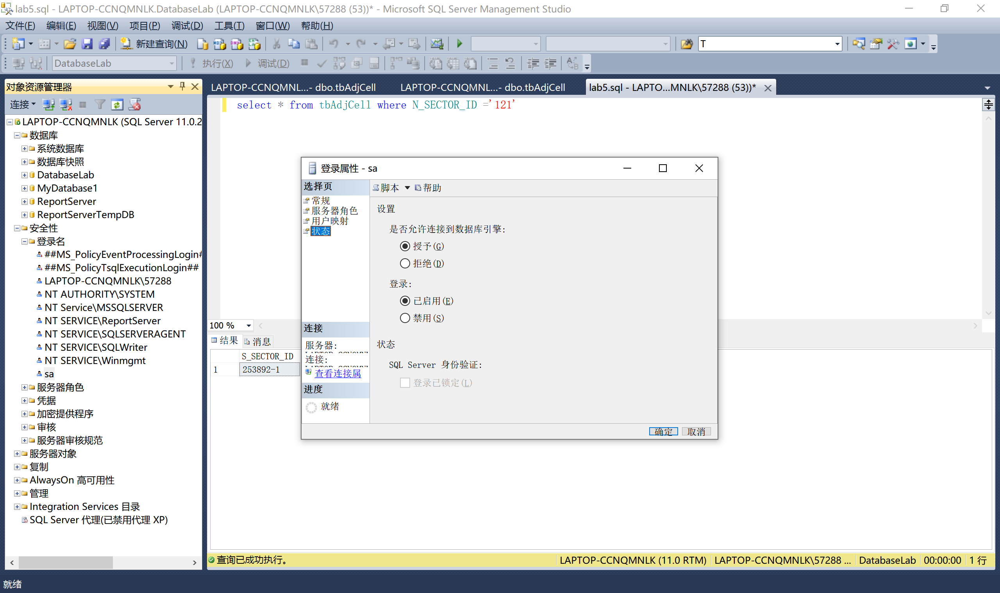 lab5.sql - LAPTOP-CCNQMNLK.DatabaseLab (LAPTOP-CCNQMNLK\57288 (53))* - Microsoft SQL Server Management Studio
文件(F) 编辑(E) 视图(V) 项目(P) 调试(D) 工具(T) 窗口(W) 帮助(H)
新建查询(N) T
DatabaseLab 执行(X) 调试(D)
对象资源管理器
连接
LAPTOP-CCNQMNLK (SQL Server 11.0.2
数据库
系统数据库
数据库快照
DatabaseLab
MyDatabase1
ReportServer
ReportServerTempDB
安全性
登录名
##MS_PolicyEventProcessingLogin#
##MS_PolicyTsqlExecutionLogin##
LAPTOP-CCNQMNLK\57288
NT AUTHORITY\SYSTEM
NT Service\MSSQLSERVER
NT SERVICE\ReportServer
NT SERVICE\SQLSERVERAGENT
NT SERVICE\SQLWriter
NT SERVICE\Winmgmt
sa
服务器角色
凭据
加密提供程序
审核
服务器审核规范
服务器对象
复制
AlwaysOn 高可用性
管理
Integration Services 目录
SQL Server 代理(已禁用代理 XP)
LAPTOP-CCNQMNL...- dbo.tbAdjCell LAPTOP-CCNQMNL...- dbo.tbAdjCell lab5.sql - LAPTO...MNLK\57288 (53))*
select * from tbAdjCell where N_SECTOR_ID ='121'
100 %
结果 消息
S_SECTOR_ID
1 253892-1
登录属性 - sa
选择页
常规
服务器角色
用户映射
状态
连接
服务器:
连接:
查看连接属
进度
就绪
脚本 帮助
设置
是否允许连接到数据库引擎:
授予(G)
拒绝(D)
登录:
已启用(E)
禁用(S)
状态
SQL Server 身份验证:
登录已锁定(L)
确定 取消
查询已成功执行。 LAPTOP-CCNQMNLK (11.0 RTM) LAPTOP-CCNQMNLK\57288 ... DatabaseLab 00:00:00 1 行
就绪